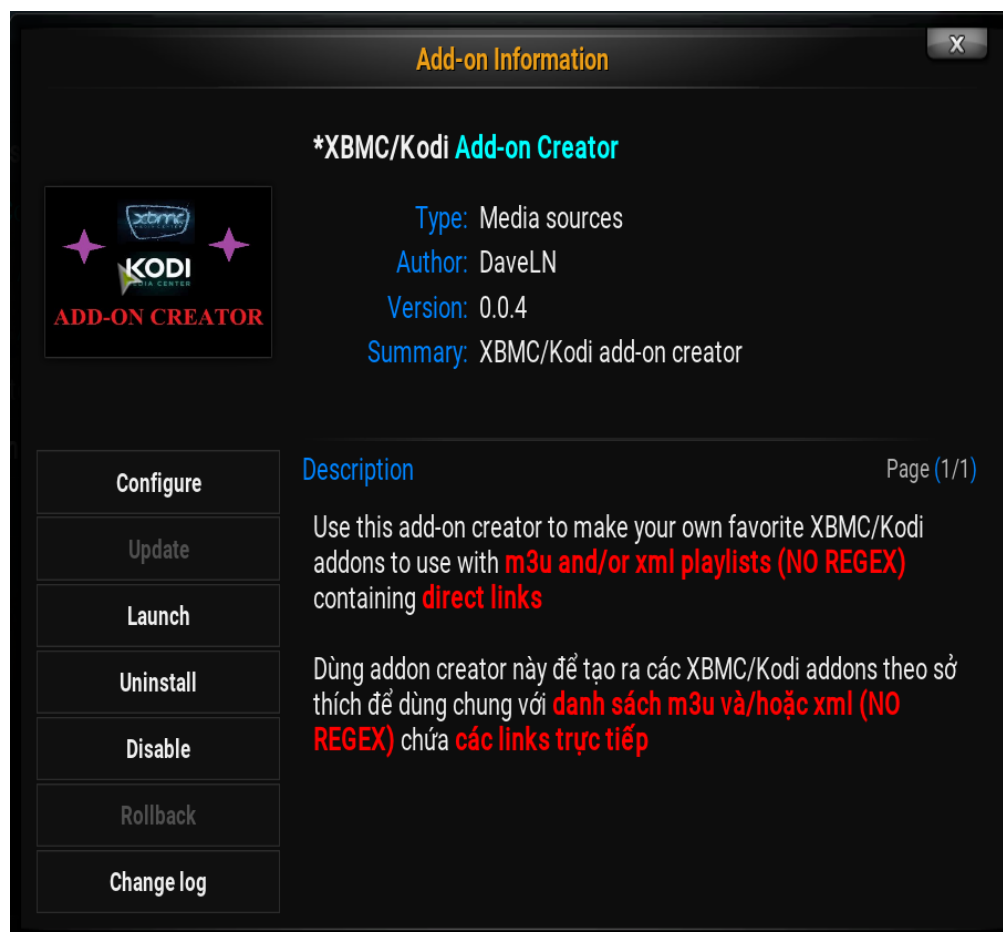 Add-on Information
X
*XBMC/Kodi Add-on Creator
xbmc
KODI
MEDIA CENTER
ADD-ON CREATOR
Type: Media sources
Author: DaveLN
Version: 0.0.4
Summary: XBMC/Kodi add-on creator
Configure
Update
Launch
Uninstall
Disable
Rollback
Change log
Description
Page (1/1)
Use this add-on creator to make your own favorite XBMC/Kodi
addons to use with m3u and/or xml playlists (NO REGEX)
containing direct links
Dùng addon creator này để tạo ra các XBMC/Kodi addons theo sở
thích để dùng chung với danh sách m3u và/hoặc xml (NO
REGEX) chứa các links trực tiếp